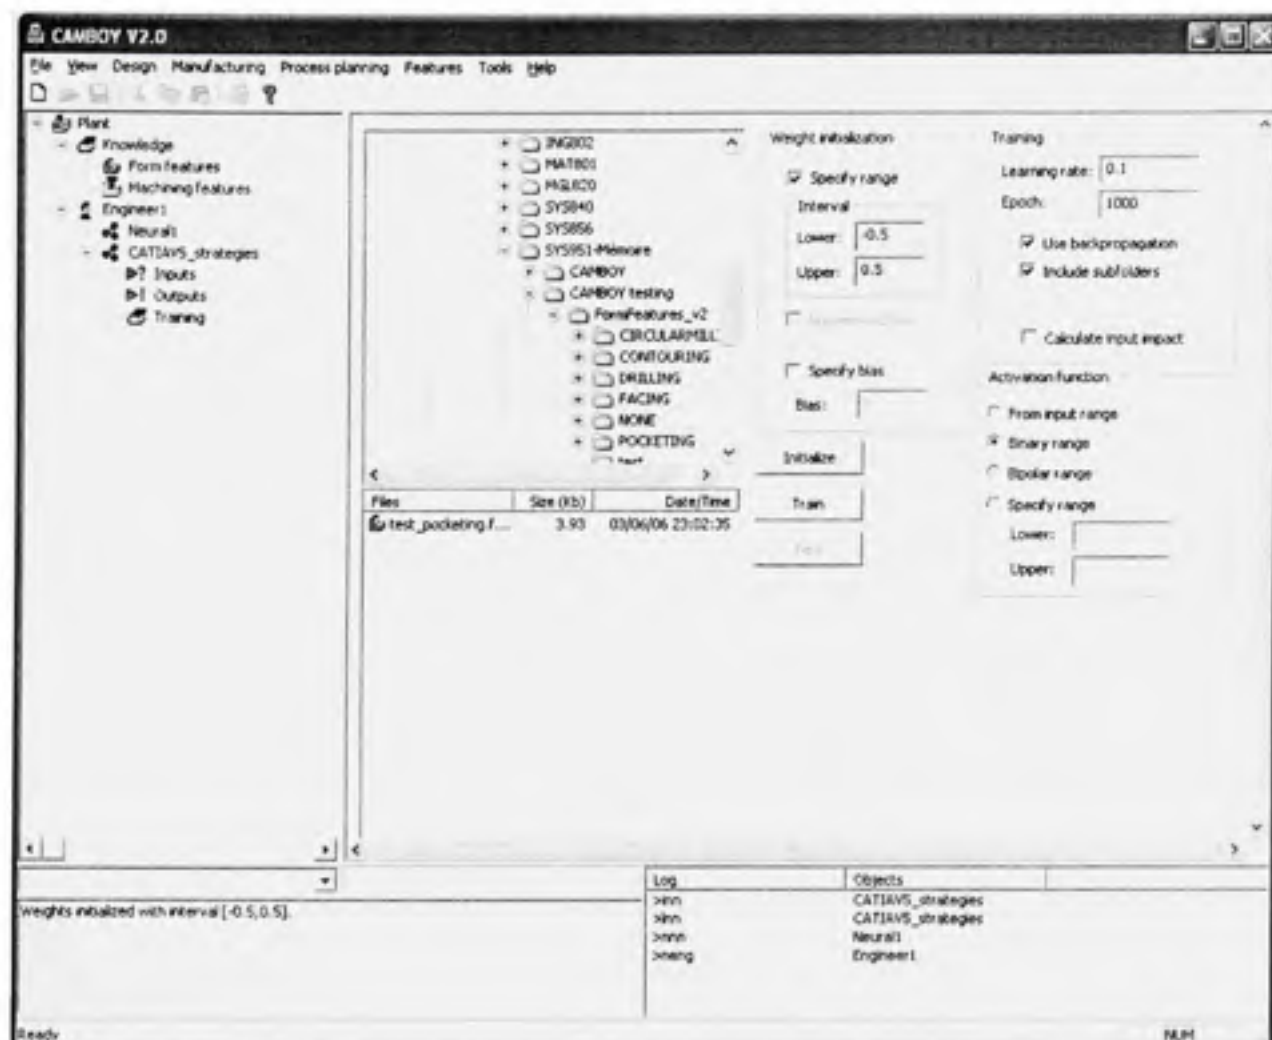 CAMBOY V2.0
File View Design Manufacturing Process planning Features Tools Help
Plant
Knowledge
Form features
Machining features
Engineer1
Neural1
CATIAV5_strategies
Inputs
Outputs
Training
ING802
MAT801
MGL820
SYS840
SYS856
SYS951-Mémoire
CAMBOY
CAMBOY testing
FormFeatures_v2
CIRCULARMILL
CONTOURING
DRILLING
FACING
NONE
POCKETING
test
Files Size (Kb) Date/Time
test_pocketing.f... 3.93 03/06/06 23:02:35
Weight initialization
Specify range
Interval
Lower: -0.5
Upper: 0.5
Specify bias
Bias:
Initialize
Train
Training
Learning rate: 0.1
Epoch: 1000
Use backpropagation
Include subfolders
Calculate input impact
Activation function
From input range
Binary range
Bipolar range
Specify range
Lower:
Upper:
Weights initialized with interval [-0.5,0.5].
Log Objects
>inn CATIAV5_strategies
>inn CATIAV5_strategies
>nnn Neural1
>neng Engineer1
Ready NUM